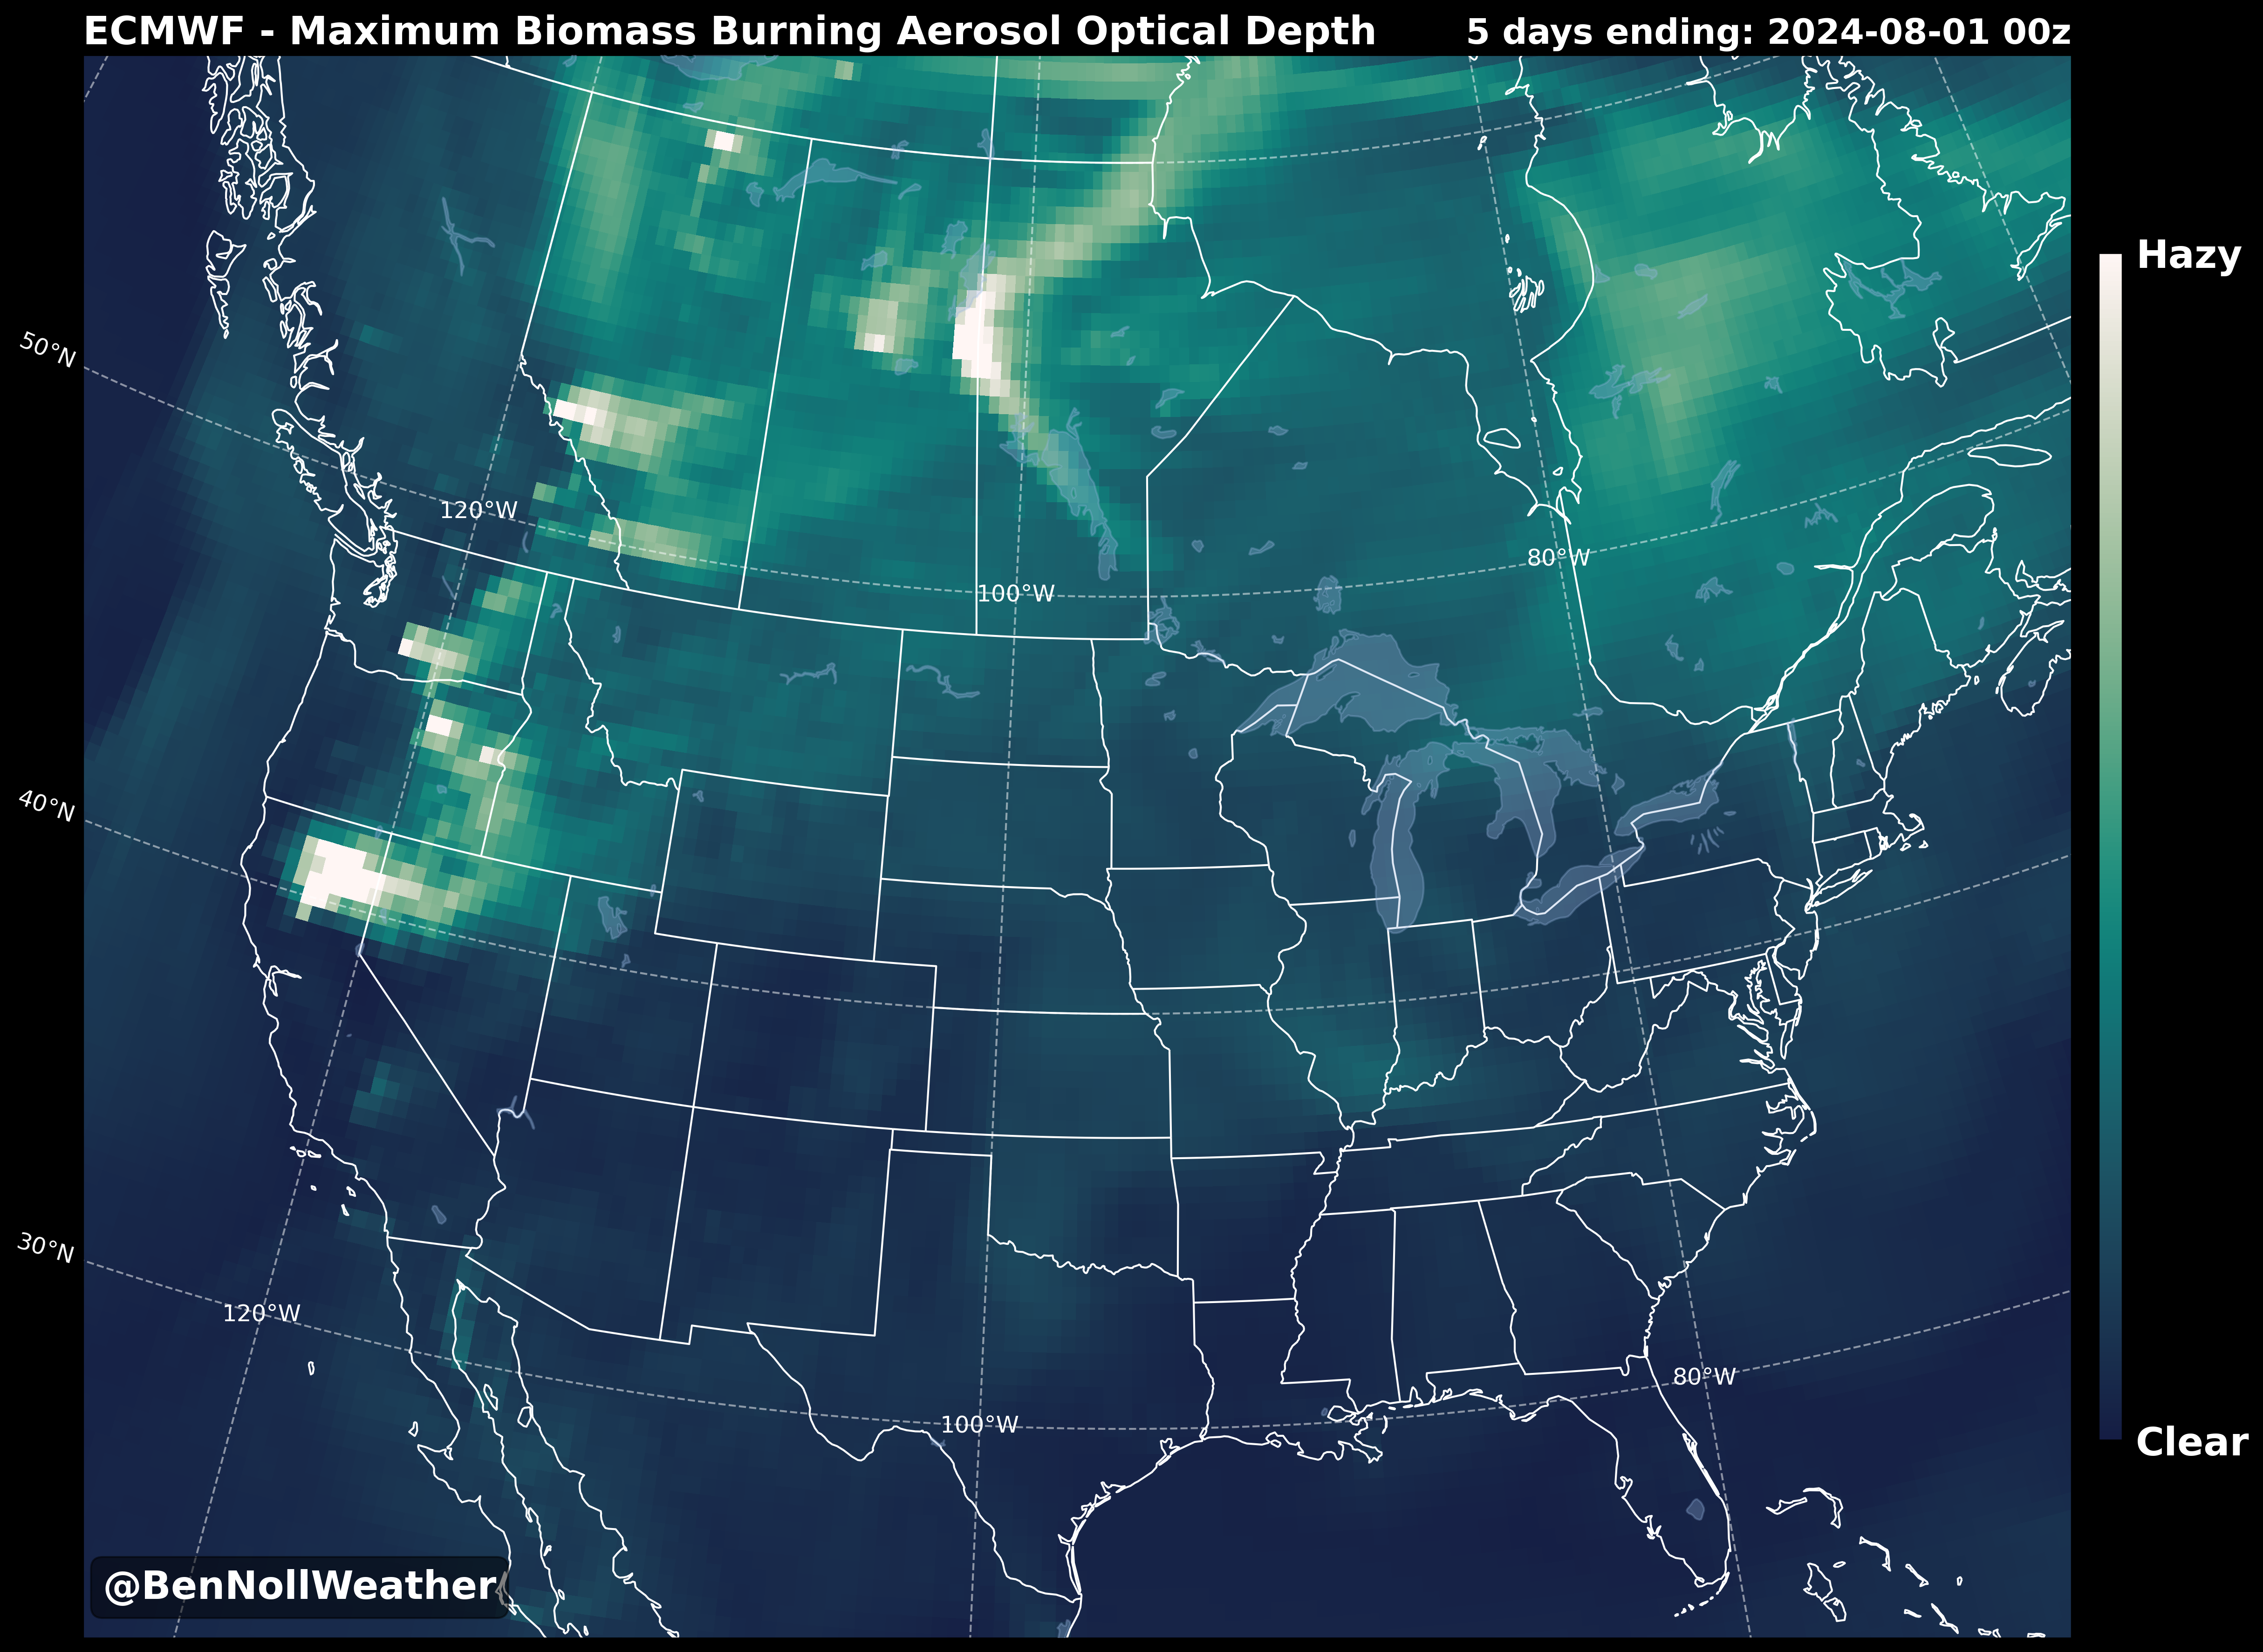 ECMWF - Maximum Biomass Burning Aerosol Optical Depth
5 days ending: 2024-08-01 00z
Hazy
50°N
120°W
80°W
100°W
40°N
30°N
120°W
80°W
100°W
Clear
@BenNollWeather